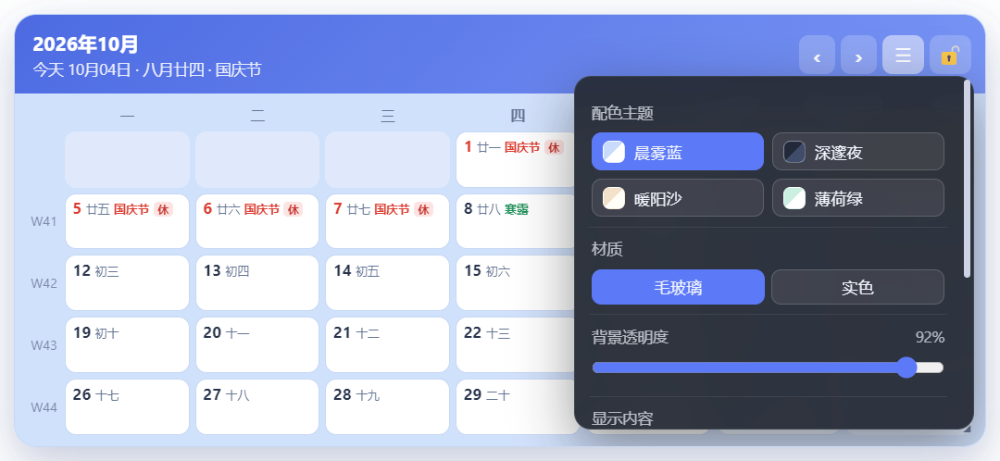 2026年10月
今天 10月04日 · 八月廿四 · 国庆节
‹ › ☰
一 二 三 四
1 廿一 国庆节 休
W41 5 廿五 国庆节 休 6 廿六 国庆节 休 7 廿七 国庆节 休 8 廿八 寒露
W42 12 初三 13 初四 14 初五 15 初六
W43 19 初十 20 十一 21 十二 22 十三
W44 26 十七 27 十八 28 十九 29 二十
配色主题
晨雾蓝 深邃夜
暖阳沙 薄荷绿
材质
毛玻璃 实色
背景透明度 92%
显示内容